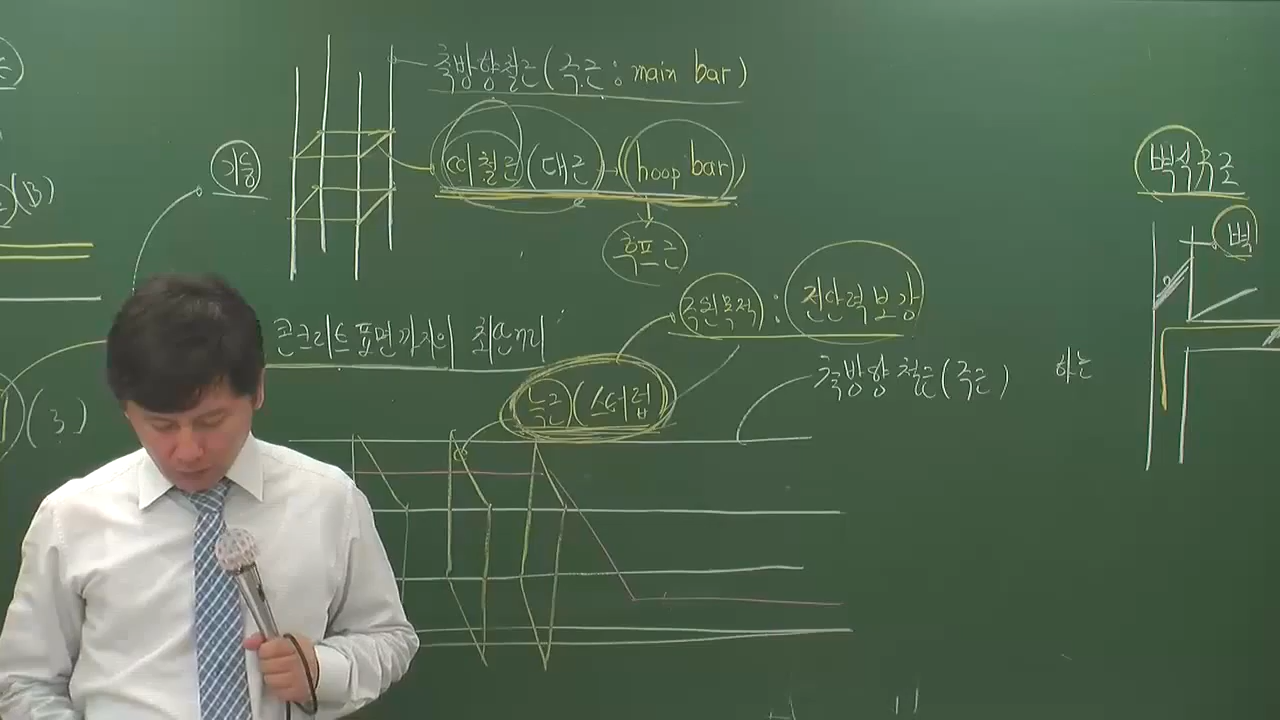 축방향철근(주근 : main bar)
기둥
띠철근(대근→(hoop bar)
후프근
(B)
벽식구조
벽
주된목적 : 전단력보강
콘크리트 표면까지의 최단거리
축방향 철근(주근)
하는
늑근(스터럽)
(3.)